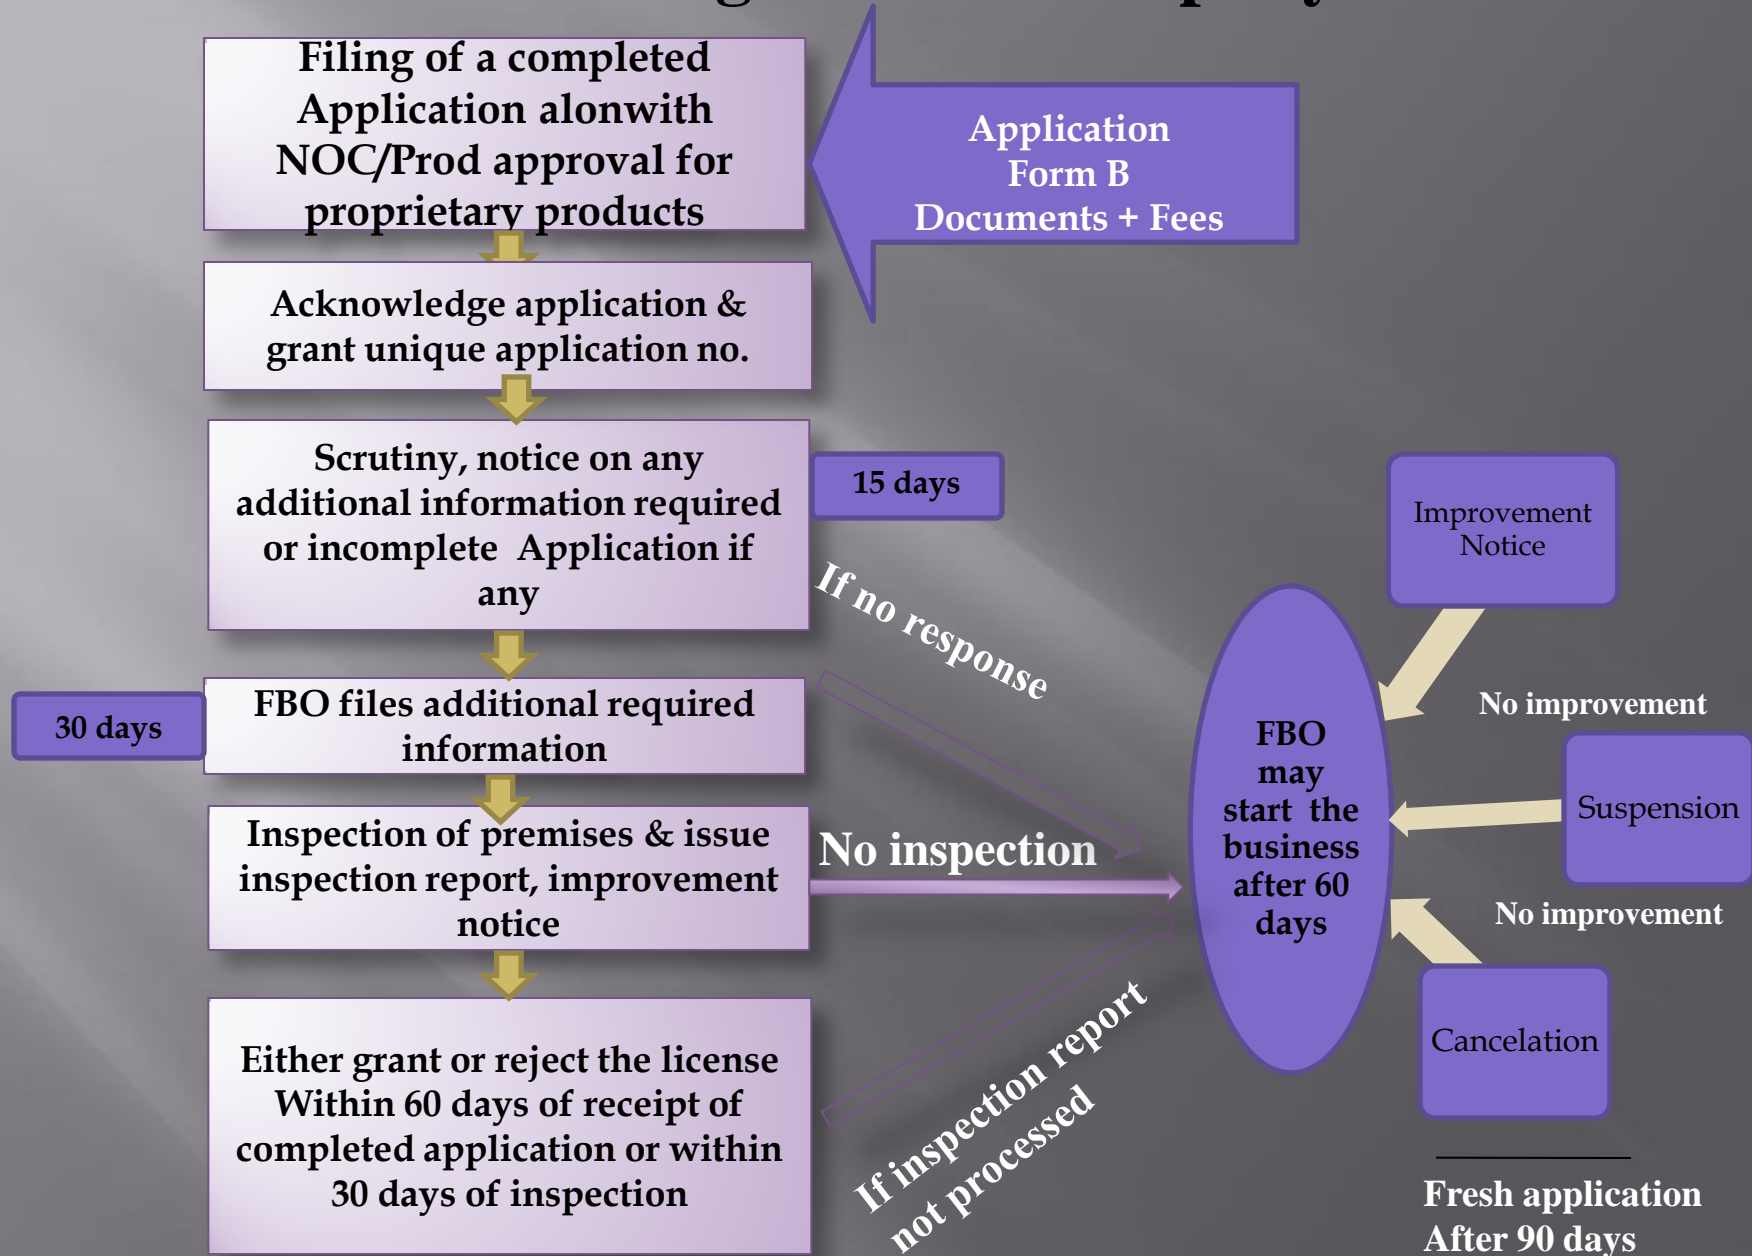 Filing of a completed
Application alonwith
NOC/Prod approval for
proprietary products
Application
Form B
Documents + Fees
Acknowledge application &
grant unique application no.
Scrutiny, notice on any
additional information required
or incomplete Application if
any
15 days
If no response
30 days
FBO files additional required
information
Inspection of premises & issue
inspection report, improvement
notice
No inspection
Either grant or reject the license
Within 60 days of receipt of
completed application or within
30 days of inspection
If inspection report
not processed
FBO
may
start the
business
after 60
days
Improvement
Notice
No improvement
Suspension
No improvement
Cancelation
Fresh application
After 90 days